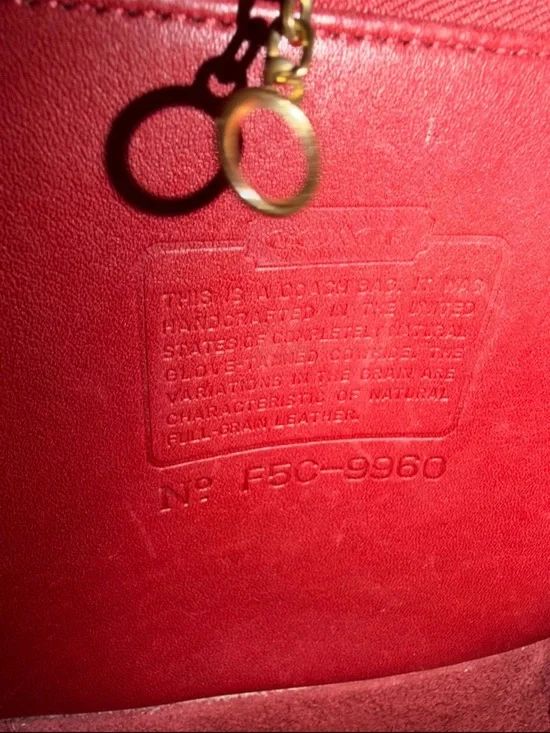 COACH
THIS IS A COACH BAG. IT WAS
HANDCRAFTED IN THE UNITED
STATES OF COMPLETELY NATURAL
GLOVE TANNED COWHIDE. THE
VARIATIONS IN THE GRAIN ARE
CHARACTERISTIC OF NATURAL
FULL-GRAIN LEATHER.
Nº F5C-9960